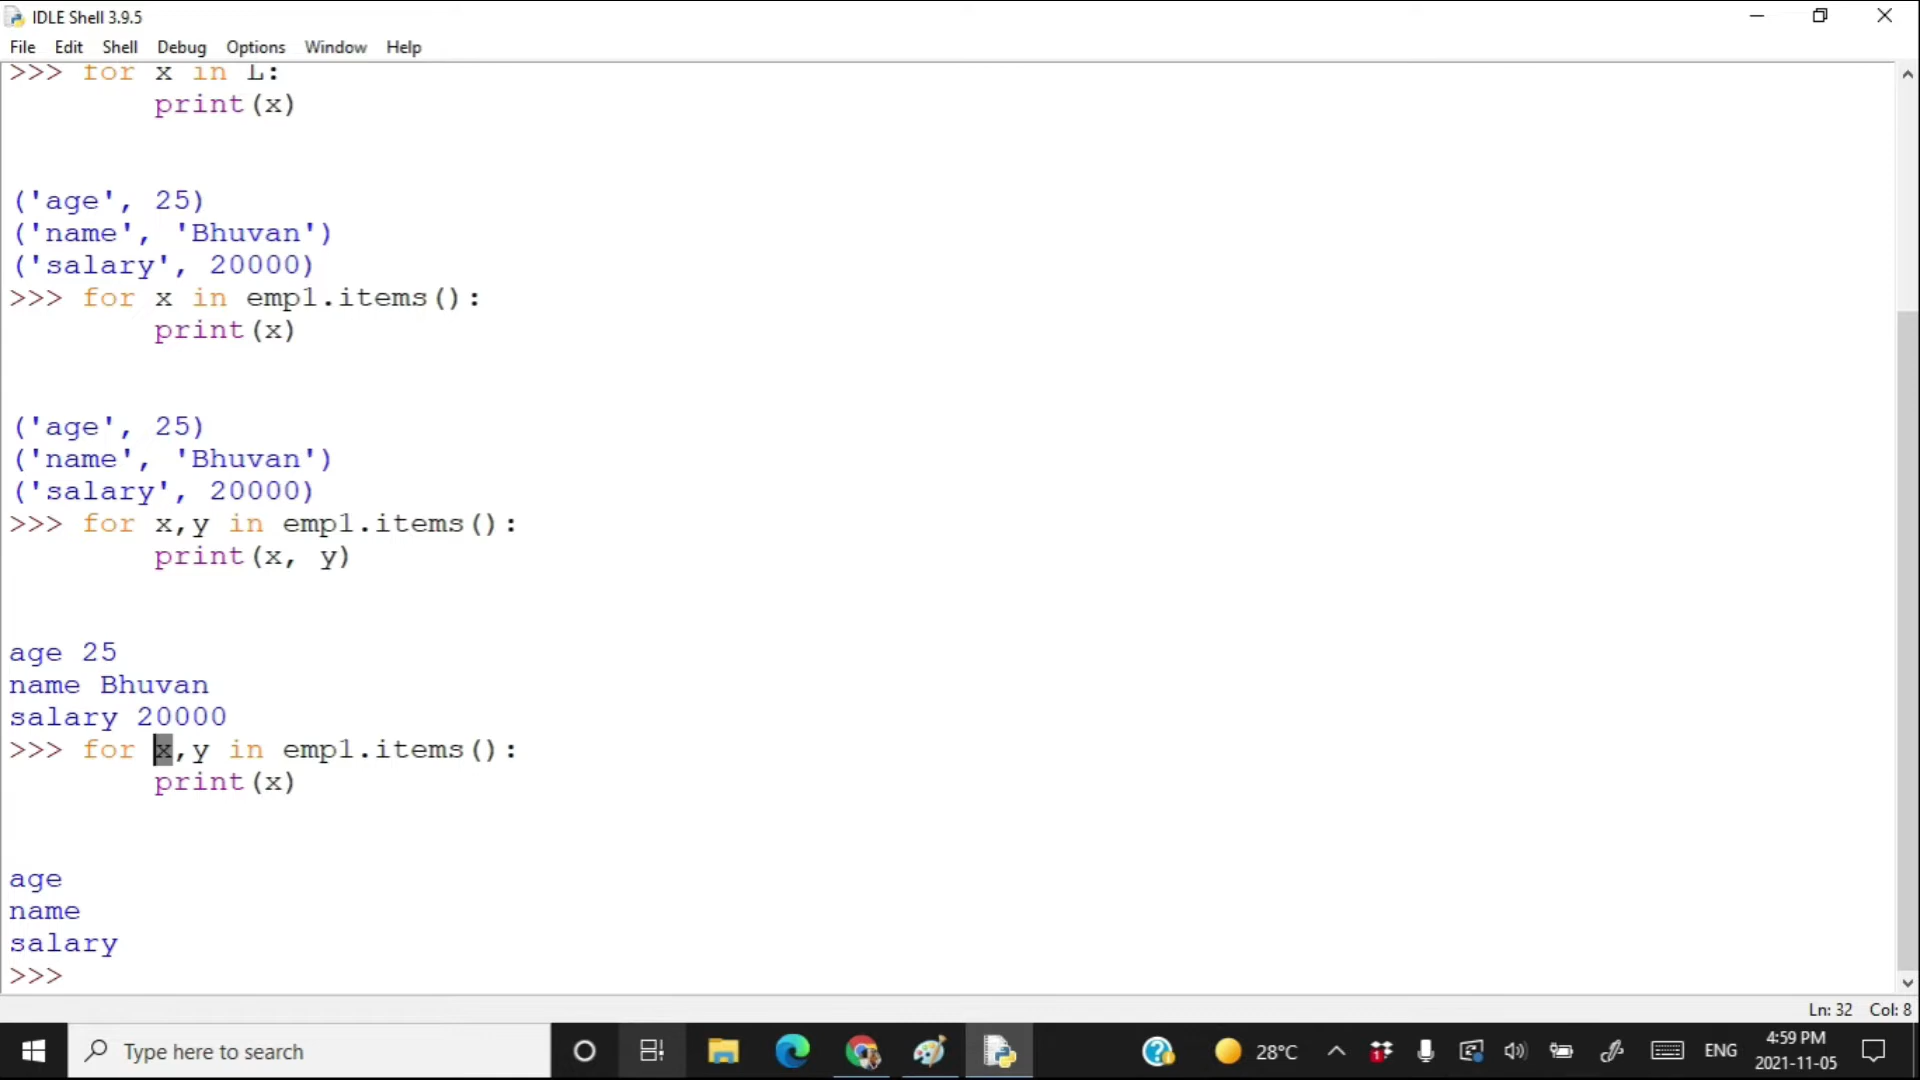 IDLE Shell 3.9.5
File Edit Shell Debug Options Window Help
>>> for x in L:
        print(x)
('age', 25)
('name', 'Bhuvan')
('salary', 20000)
>>> for x in emp1.items():
        print(x)
('age', 25)
('name', 'Bhuvan')
('salary', 20000)
>>> for x,y in emp1.items():
        print(x, y)
age 25
name Bhuvan
salary 20000
>>> for x,y in emp1.items():
        print(x)
age
name
salary
>>>
Ln: 32 Col: 8
Type here to search
28°C
ENG
4:59 PM
2021-11-05